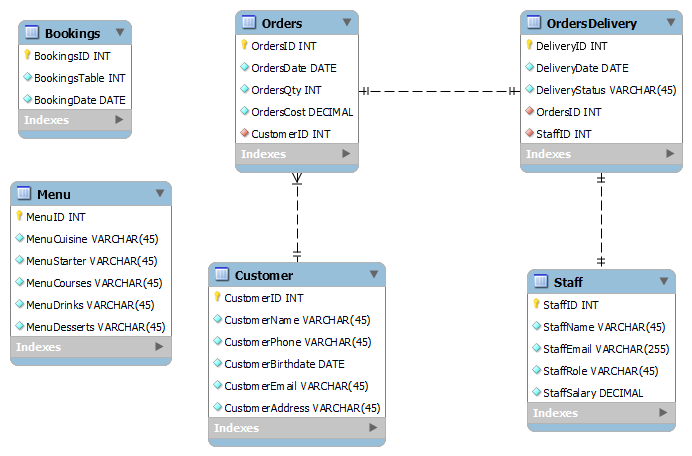 Bookings
BookingsID INT
BookingsTable INT
BookingDate DATE
Indexes
Orders
OrdersID INT
OrdersDate DATE
OrdersQty INT
OrdersCost DECIMAL
CustomerID INT
Indexes
OrdersDelivery
DeliveryID INT
DeliveryDate DATE
DeliveryStatus VARCHAR(45)
OrdersID INT
StaffID INT
Indexes
Menu
MenuID INT
MenuCuisine VARCHAR(45)
MenuStarter VARCHAR(45)
MenuCourses VARCHAR(45)
MenuDrinks VARCHAR(45)
MenuDesserts VARCHAR(45)
Indexes
Customer
CustomerID INT
CustomerName VARCHAR(45)
CustomerPhone VARCHAR(45)
CustomerBirthdate DATE
CustomerEmail VARCHAR(45)
CustomerAddress VARCHAR(45)
Indexes
Staff
StaffID INT
StaffName VARCHAR(45)
StaffEmail VARCHAR(255)
StaffRole VARCHAR(45)
StaffSalary DECIMAL
Indexes